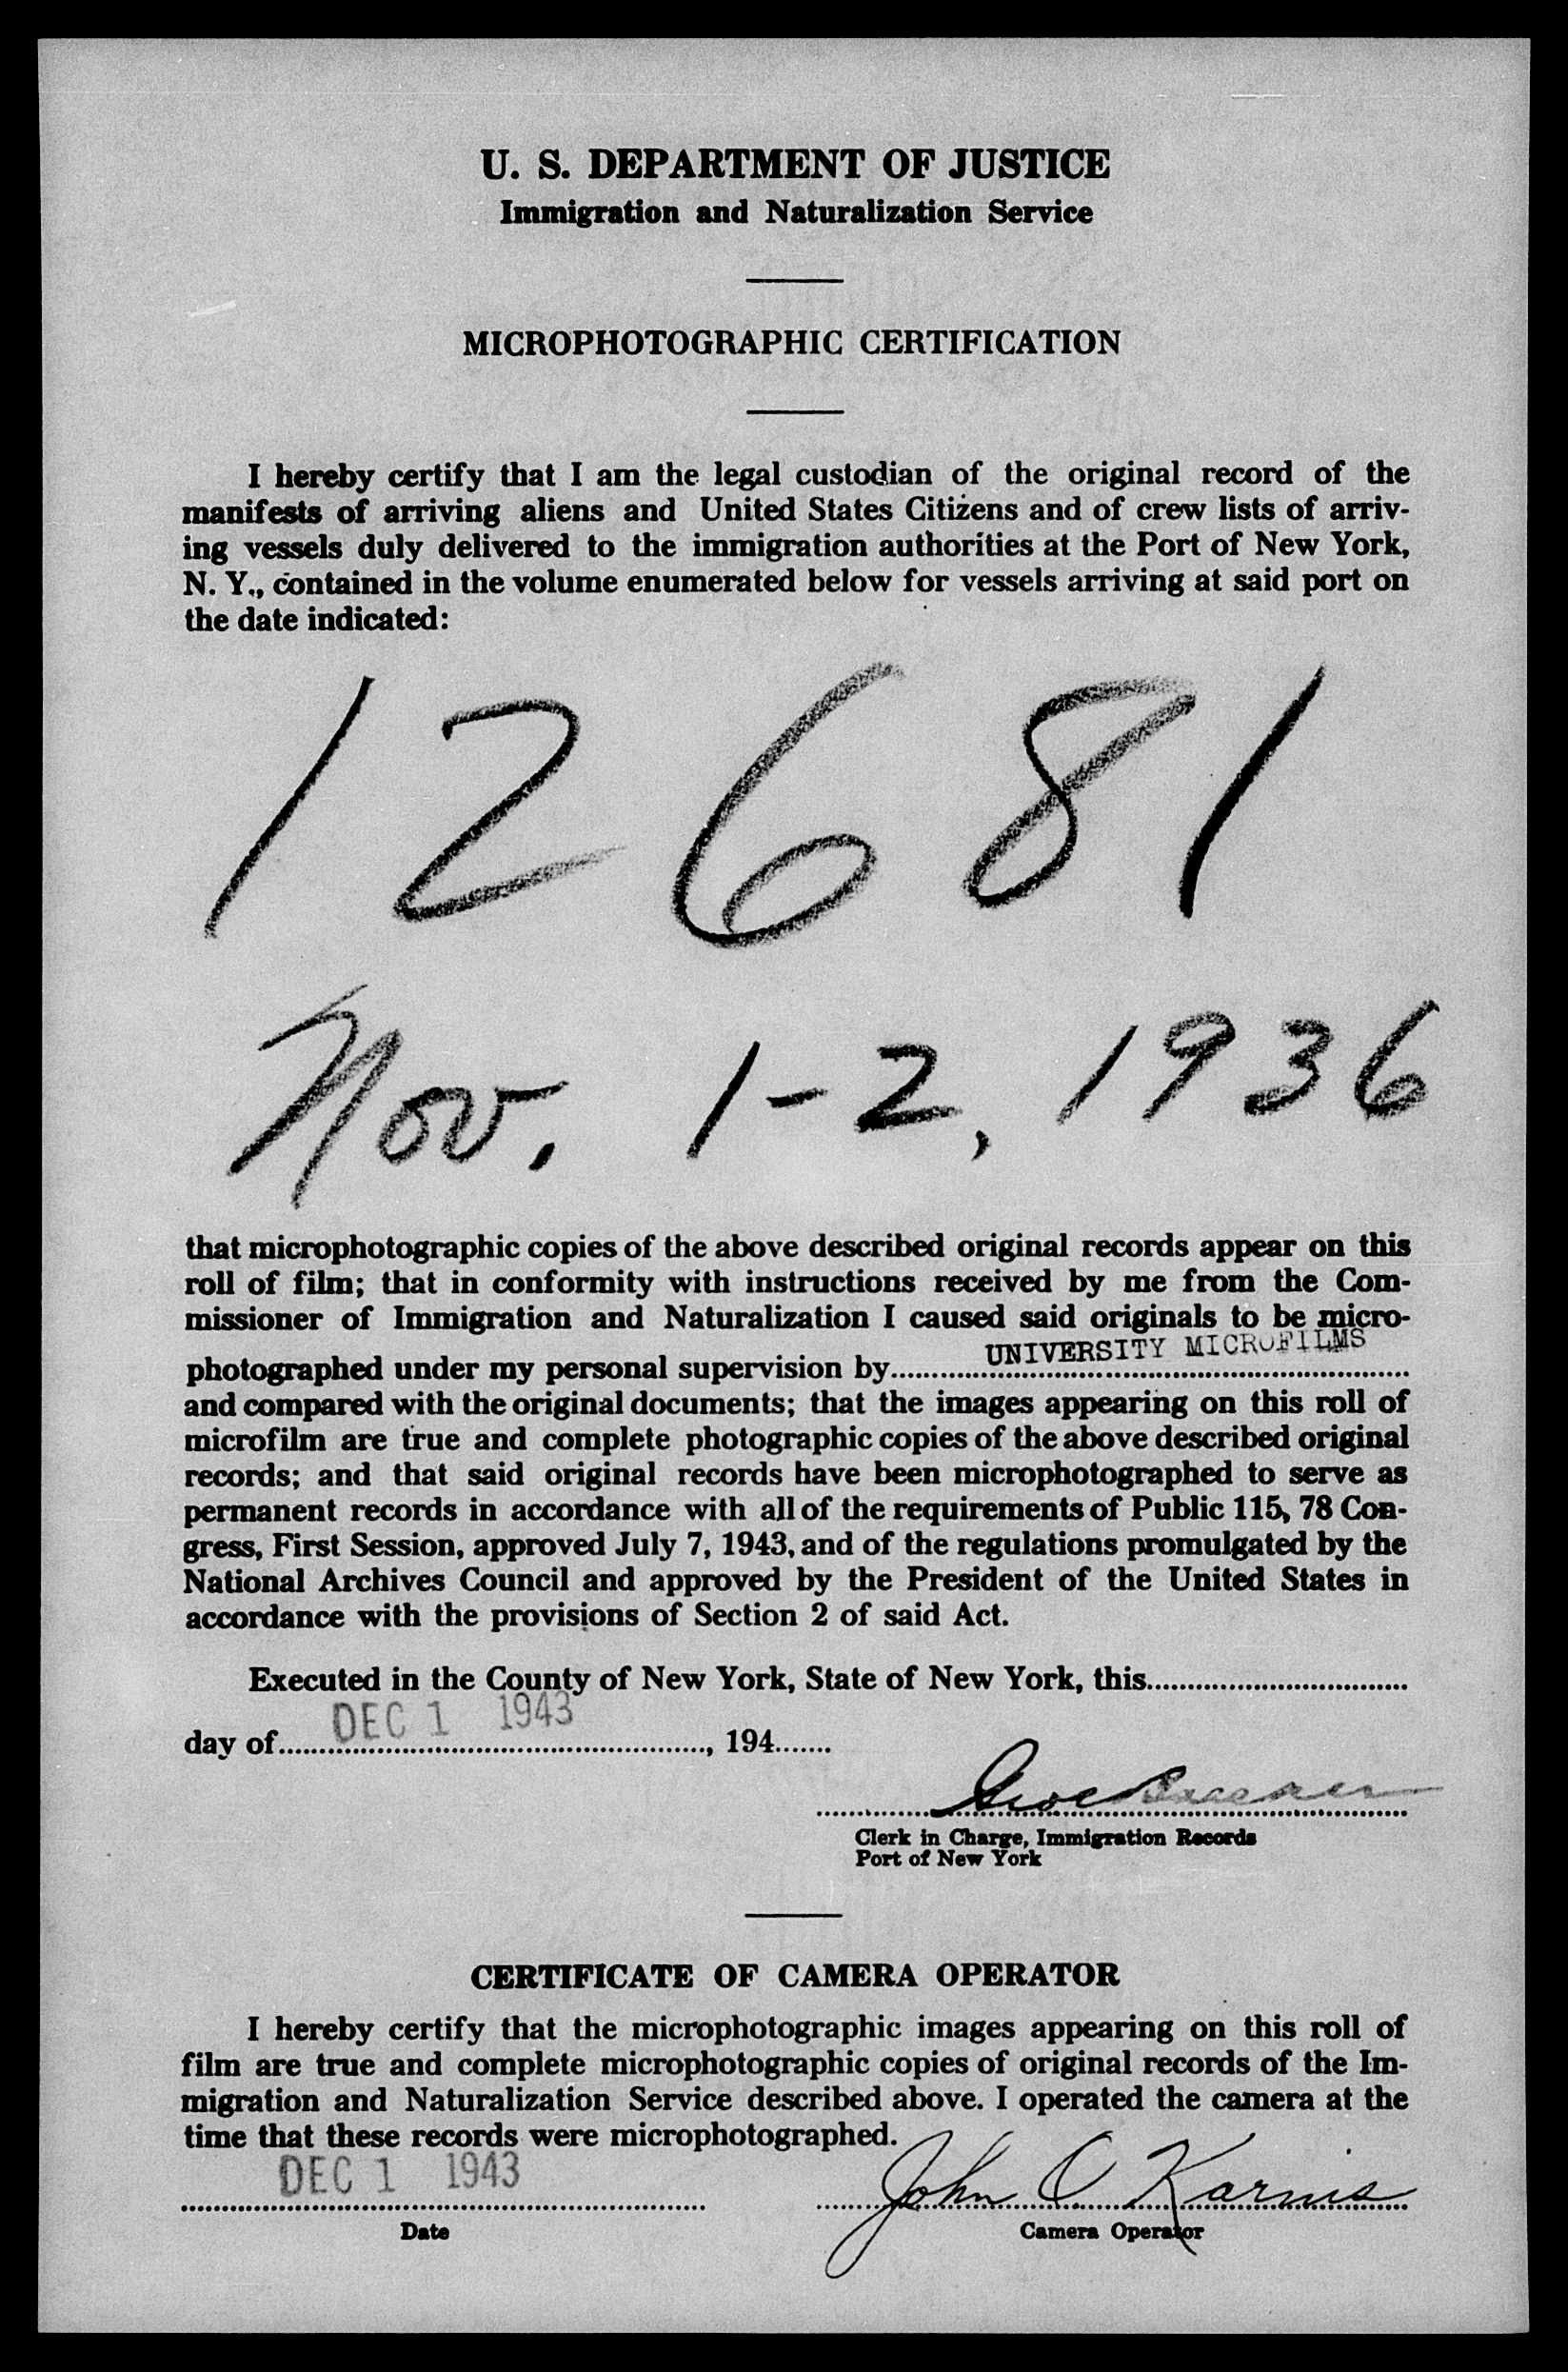 U. S. DEPARTMENT OF JUSTICE
Immigration and Naturalization Service
MICROPHOTOGRAPHIC CERTIFICATION
I hereby certify that I am the legal custodian of the original record of the
manifests of arriving aliens and United States Citizens and of crew lists of arriv-
ing vessels duly delivered to the immigration authorities at the Port of New York,
N. Y., contained in the volume enumerated below for vessels arriving at said port on
the date indicated:
12681
Nov. 1-2, 1936
that microphotographic copies of the above described original records appear on this
roll of film; that in conformity with instructions received by me from the Com-
missioner of Immigration and Naturalization I caused said originals to be micro-
photographed under my personal supervision by UNIVERSITY MICROFILMS
and compared with the original documents; that the images appearing on this roll of
microfilm are true and complete photographic copies of the above described original
records; and that said original records have been microphotographed to serve as
permanent records in accordance with all of the requirements of Public 115, 78 Con-
gress, First Session, approved July 7, 1943, and of the regulations promulgated by the
National Archives Council and approved by the President of the United States in
accordance with the provisions of Section 2 of said Act.
Executed in the County of New York, State of New York, this
day of DEC 1 1943, 194
Clerk in Charge, Immigration Records
Port of New York
CERTIFICATE OF CAMERA OPERATOR
I hereby certify that the microphotographic images appearing on this roll of
film are true and complete microphotographic copies of original records of the Im-
migration and Naturalization Service described above. I operated the camera at the
time that these records were microphotographed.
DEC 1 1943 John O Karnis
Date Camera Operator